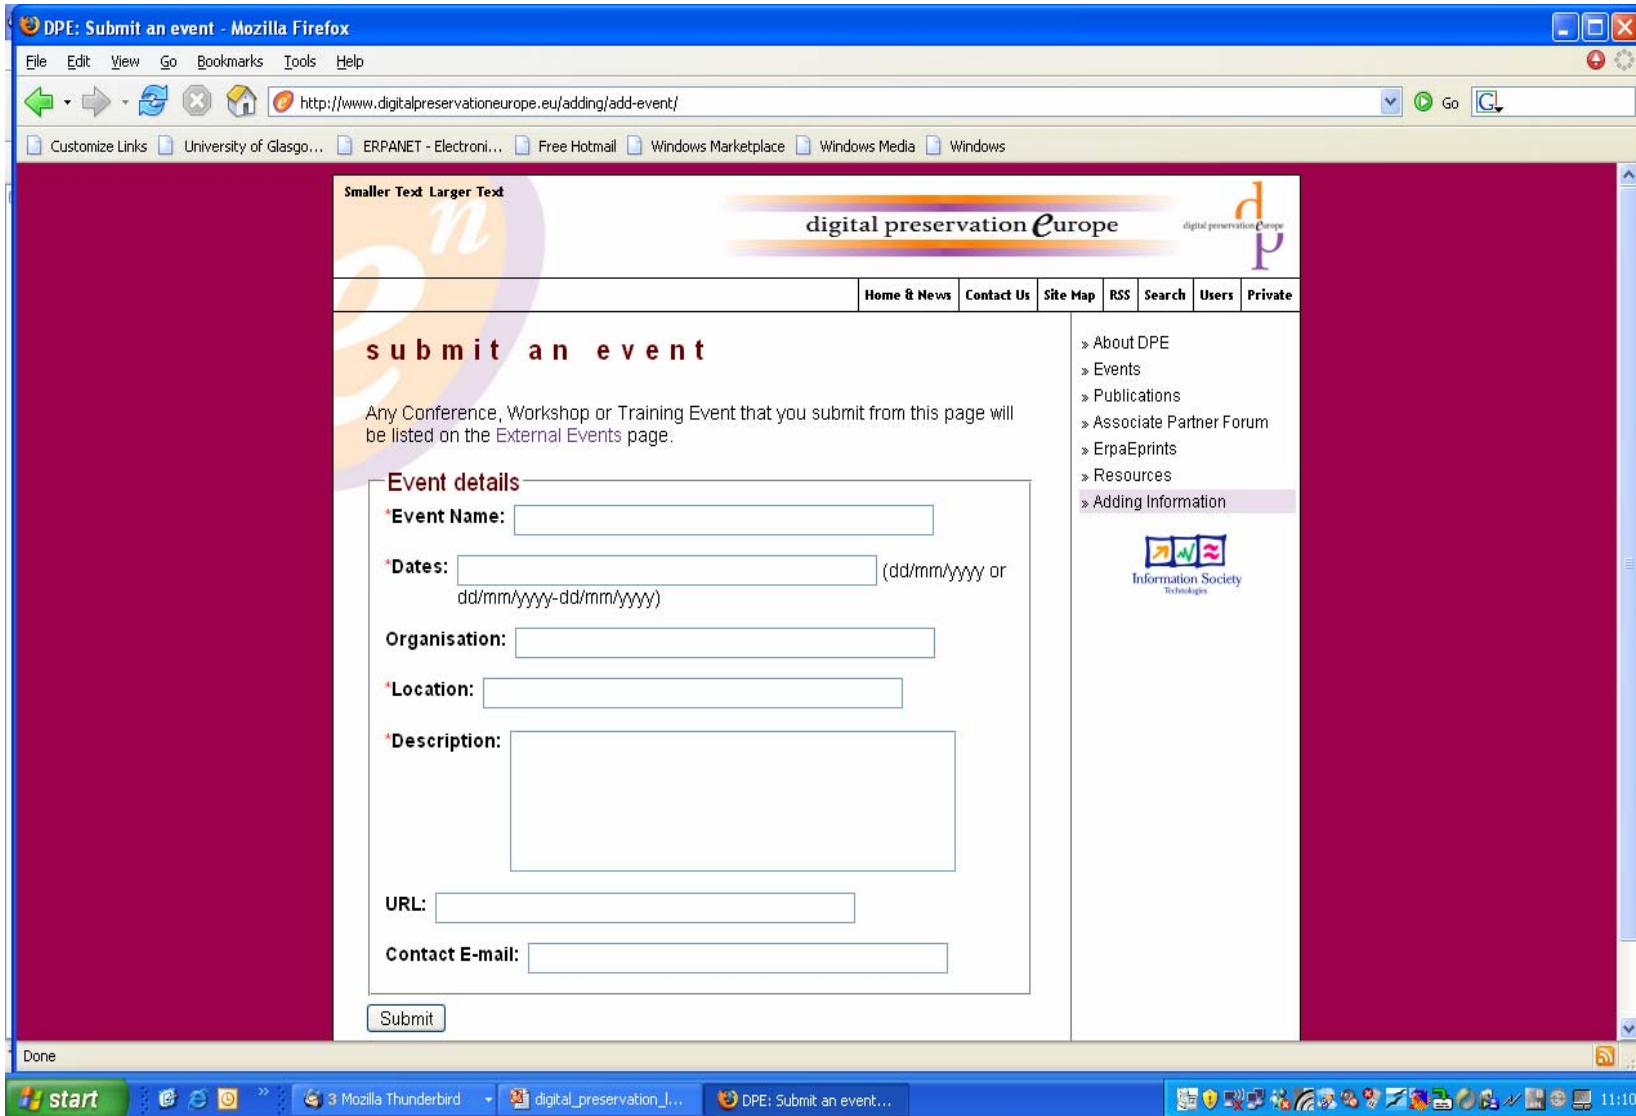 DPE: Submit an event - Mozilla Firefox
File Edit View Go Bookmarks Tools Help
http://www.digitalpreservationeurope.eu/adding/add-event/
Go
G
Customize Links University of Glasgo... ERPANET - Electroni... Free Hotmail Windows Marketplace Windows Media Windows
Smaller Text Larger Text
en
digital preservation europe
digital preservation europe
dp
Home & News Contact Us Site Map RSS Search Users Private
submit an event
Any Conference, Workshop or Training Event that you submit from this page will
be listed on the External Events page.
Event details
*Event Name:
*Dates: (dd/mm/yyyy or
dd/mm/yyyy-dd/mm/yyyy)
Organisation:
*Location:
*Description:
URL:
Contact E-mail:
Submit
» About DPE
» Events
» Publications
» Associate Partner Forum
» ErpaEprints
» Resources
» Adding Information
Information Society
Technologies
Done
start
3 Mozilla Thunderbird
digital_preservation_l...
DPE: Submit an event...
11:10